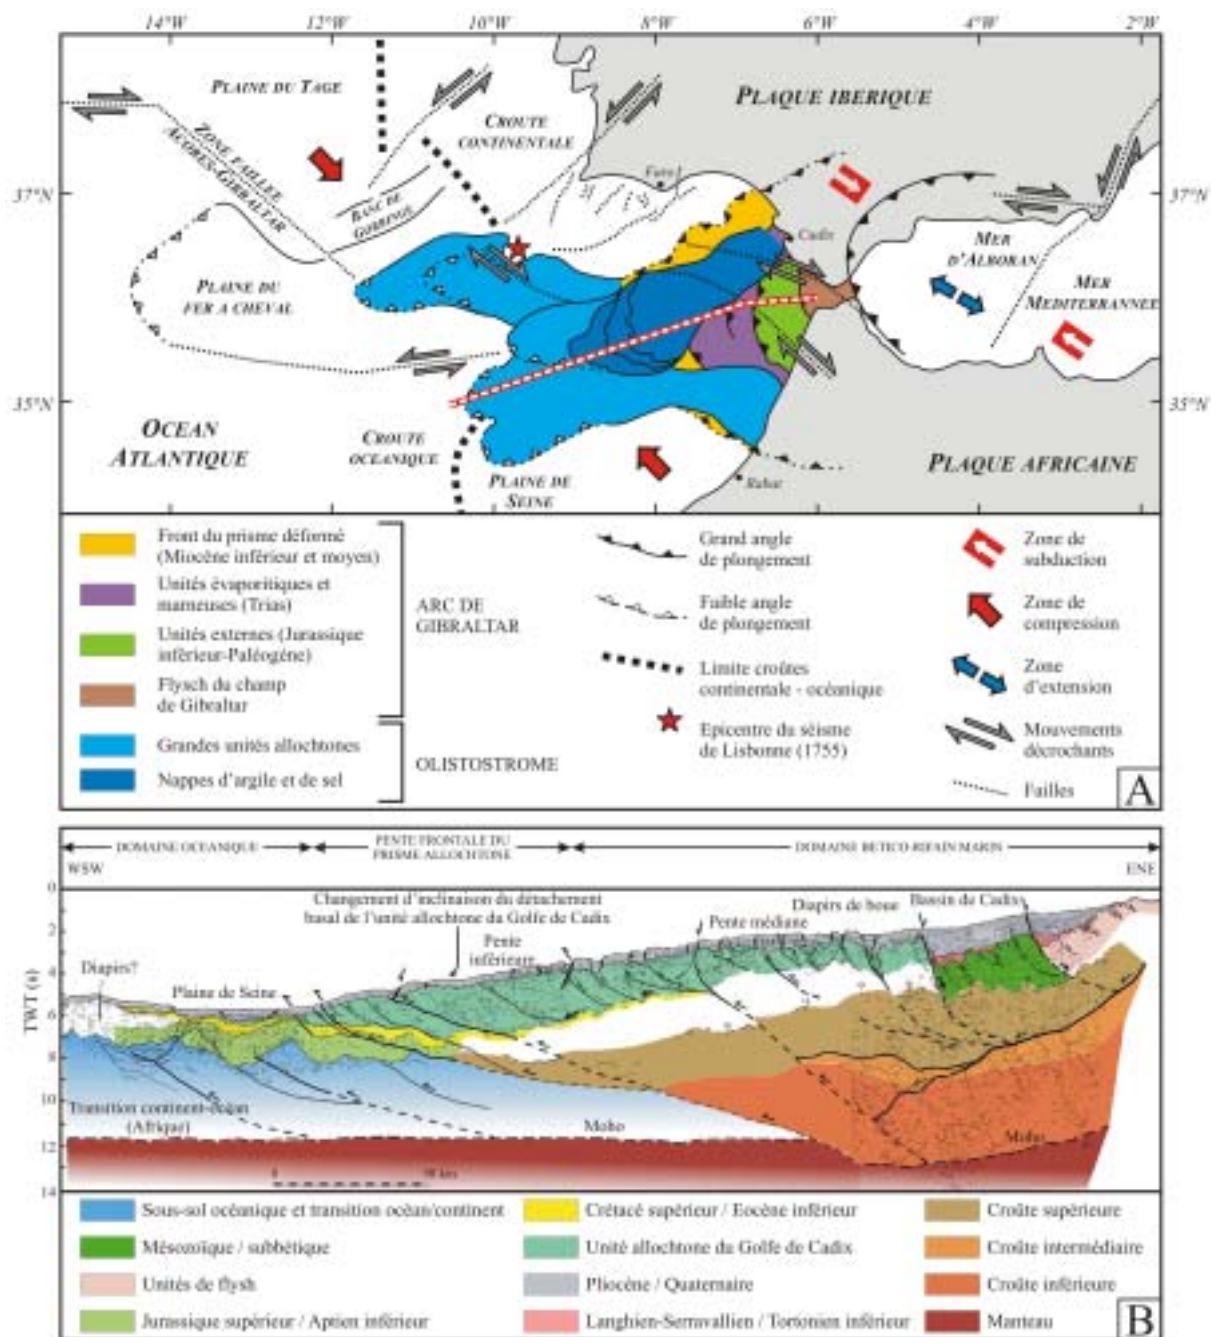 14°W 12°W 10°W 8°W 6°W 4°W 2°W
PLAINE DU TAGE
PLAQUE IBERIQUE
CROUTE
CONTINENTALE
ZONE FAILLEE
ACORES-GIBRALTAR
37°N
37°N
BANC DE
GORRINGE
Faro
Cadix
MER
D'ALBORAN
MER
MEDITERRANNEE
PLAINE DU
FER A CHEVAL
35°N
35°N
OCEAN
ATLANTIQUE
CROUTE
OCEANIQUE
PLAINE DE
SEINE
Rabat
PLAQUE AFRICAINE
Front du prisme déformé
(Miocène inférieur et moyen)
Unités évaporitiques et
marneuses (Trias)
Unités externes (Jurassique
inférieur-Paléogène)
Flysch du champ
de Gibraltar
ARC DE
GIBRALTAR
Grandes unités allochtones
Nappes d'argile et de sel
OLISTOSTROME
Grand angle
de plongement
Faible angle
de plongement
Limite croûtes
continentale - océanique
Epicentre du séisme
de Lisbonne (1755)
Zone de
subduction
Zone de
compression
Zone
d'extension
Mouvements
décrochants
Failles
A
DOMAINE OCEANIQUE
PENTE FRONTALE DU
PRISME ALLOCHTONE
DOMAINE BETICO-RIFAIN MARIN
WSW
ENE
0
2
4
6
8
10
12
14
TWT (s)
Changement d'inclinaison du détachement
basal de l'unité allochtone du Golfe de Cadix
Diapirs de boue
Bassin de Cadix
Pente médiane
Pente
inférieure
Diapirs?
Plaine de Seine
Transition continent-océan
(Afrique)
Moho
Moho
Sous-sol océanique et transition océan/continent
Mésozoïque / subbétique
Unités de flysh
Jurassique supérieur / Aptien inférieur
Crétacé supérieur / Eocène inférieur
Unité allochtone du Golfe de Cadix
Pliocène / Quaternaire
Langhien-Serravallien / Tortonien inférieur
Croûte supérieure
Croûte intermédiaire
Croûte inférieure
Manteau
B